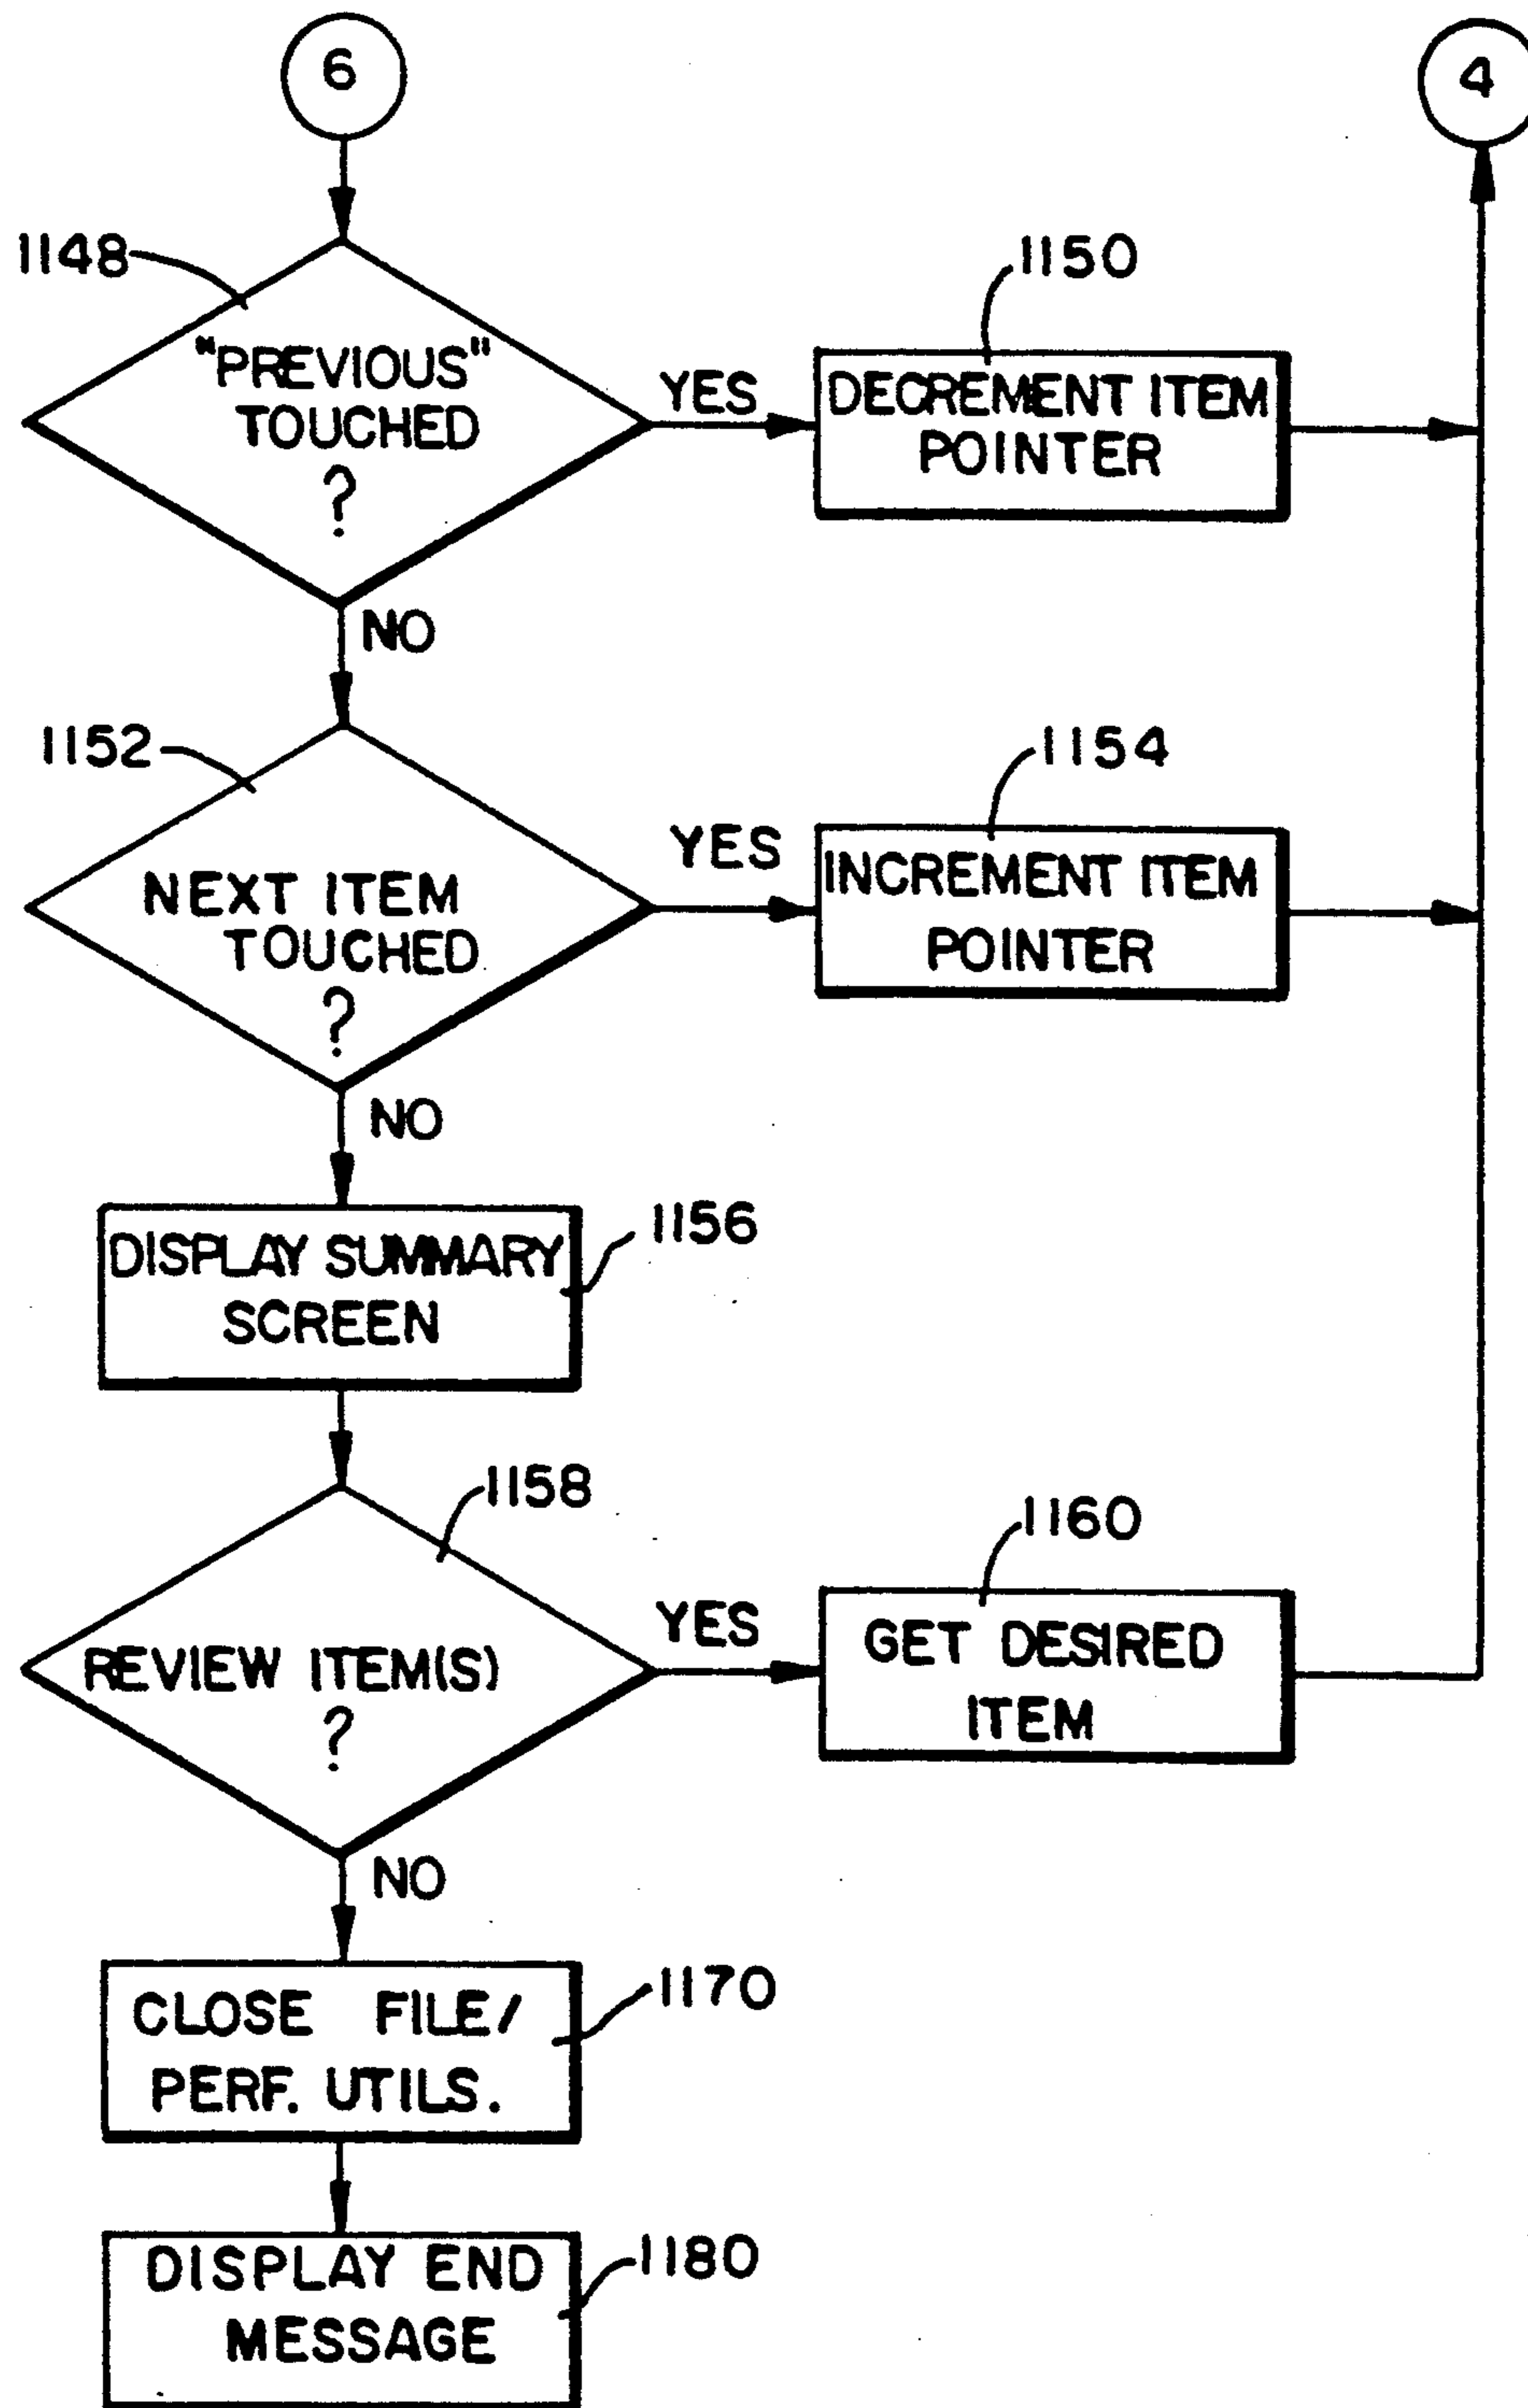 6
4
1148
"PREVIOUS"
TOUCHED
?
YES
1150
DECREMENT ITEM
POINTER
NO
1152
NEXT ITEM
TOUCHED
?
YES
1154
INCREMENT ITEM
POINTER
NO
DISPLAY SUMMARY
SCREEN
1156
1158
REVIEW ITEM(S)
?
YES
1160
GET DESIRED
ITEM
NO
CLOSE FILE/
PERF. UTILS.
1170
DISPLAY END
MESSAGE
1180